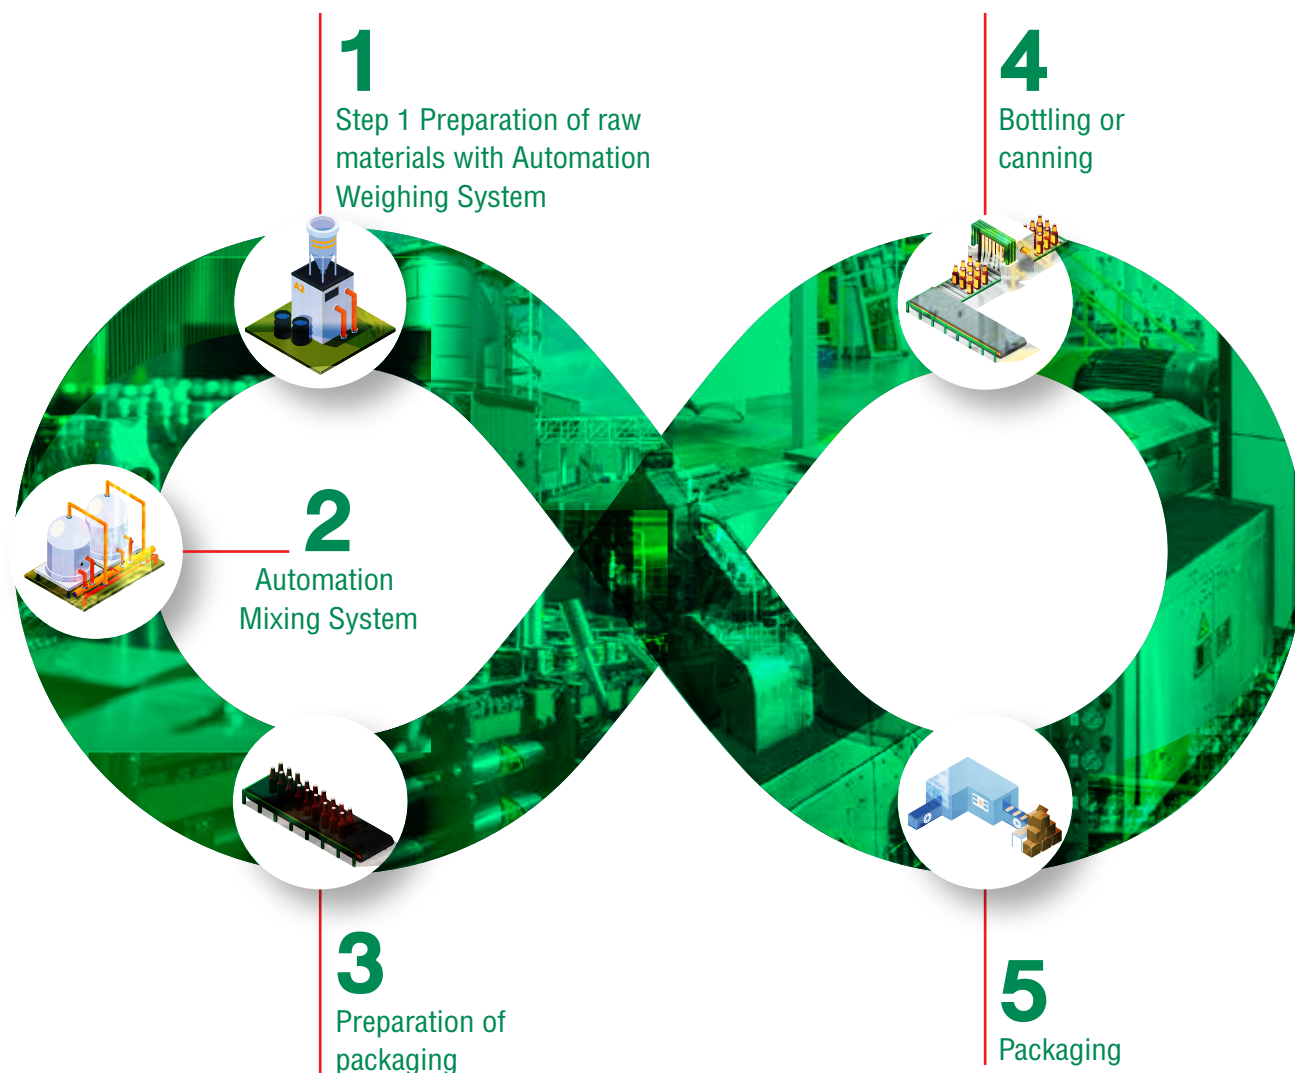 1
Step 1 Preparation of raw
materials with Automation
Weighing System
2
Automation
Mixing System
3
Preparation of
packaging
4
Bottling or
canning
5
Packaging
A2